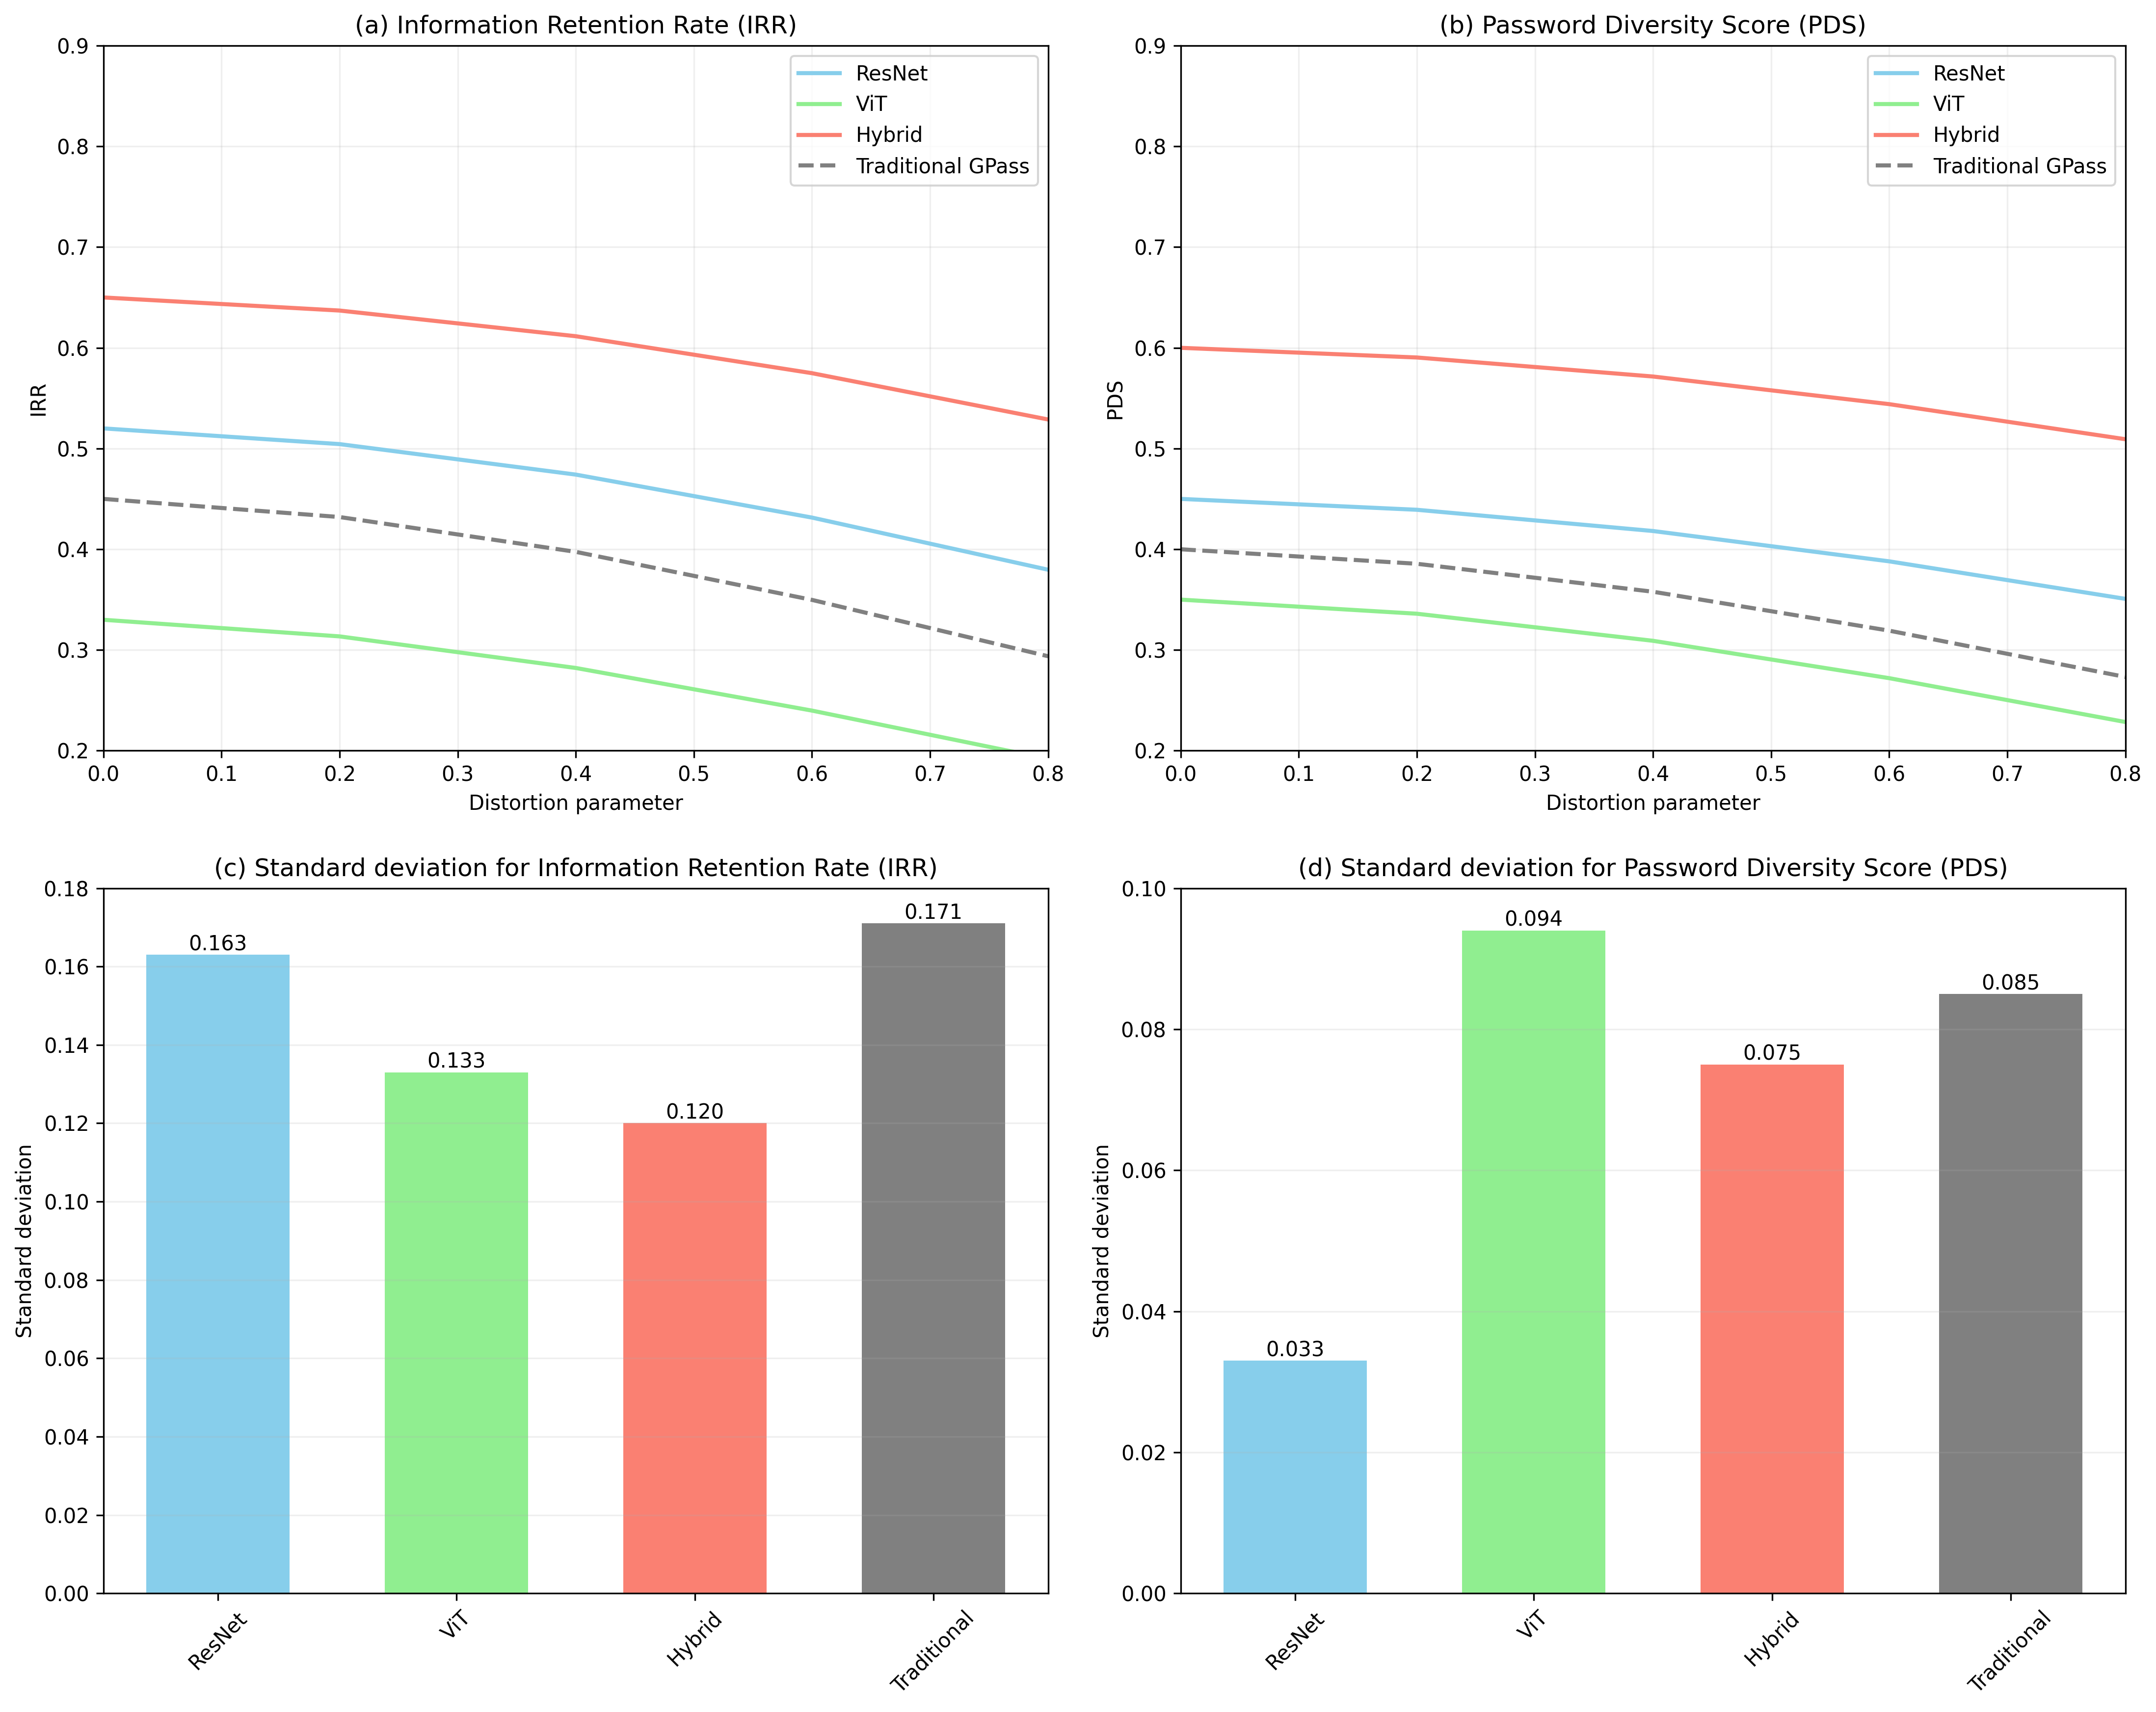 (a) Information Retention Rate (IRR)
0.9
0.8
0.7
0.6
0.5
0.4
0.3
0.2
IRR
ResNet
ViT
Hybrid
Traditional GPass
0.0 0.1 0.2 0.3 0.4 0.5 0.6 0.7 0.8
Distortion parameter
(b) Password Diversity Score (PDS)
0.9
0.8
0.7
0.6
0.5
0.4
0.3
0.2
PDS
ResNet
ViT
Hybrid
Traditional GPass
0.0 0.1 0.2 0.3 0.4 0.5 0.6 0.7 0.8
Distortion parameter
(c) Standard deviation for Information Retention Rate (IRR)
0.18
0.16
0.14
0.12
0.10
0.08
0.06
0.04
0.02
0.00
Standard deviation
0.163
0.133
0.120
0.171
ResNet
ViT
Hybrid
Traditional
(d) Standard deviation for Password Diversity Score (PDS)
0.10
0.08
0.06
0.04
0.02
0.00
Standard deviation
0.033
0.094
0.075
0.085
ResNet
ViT
Hybrid
Traditional